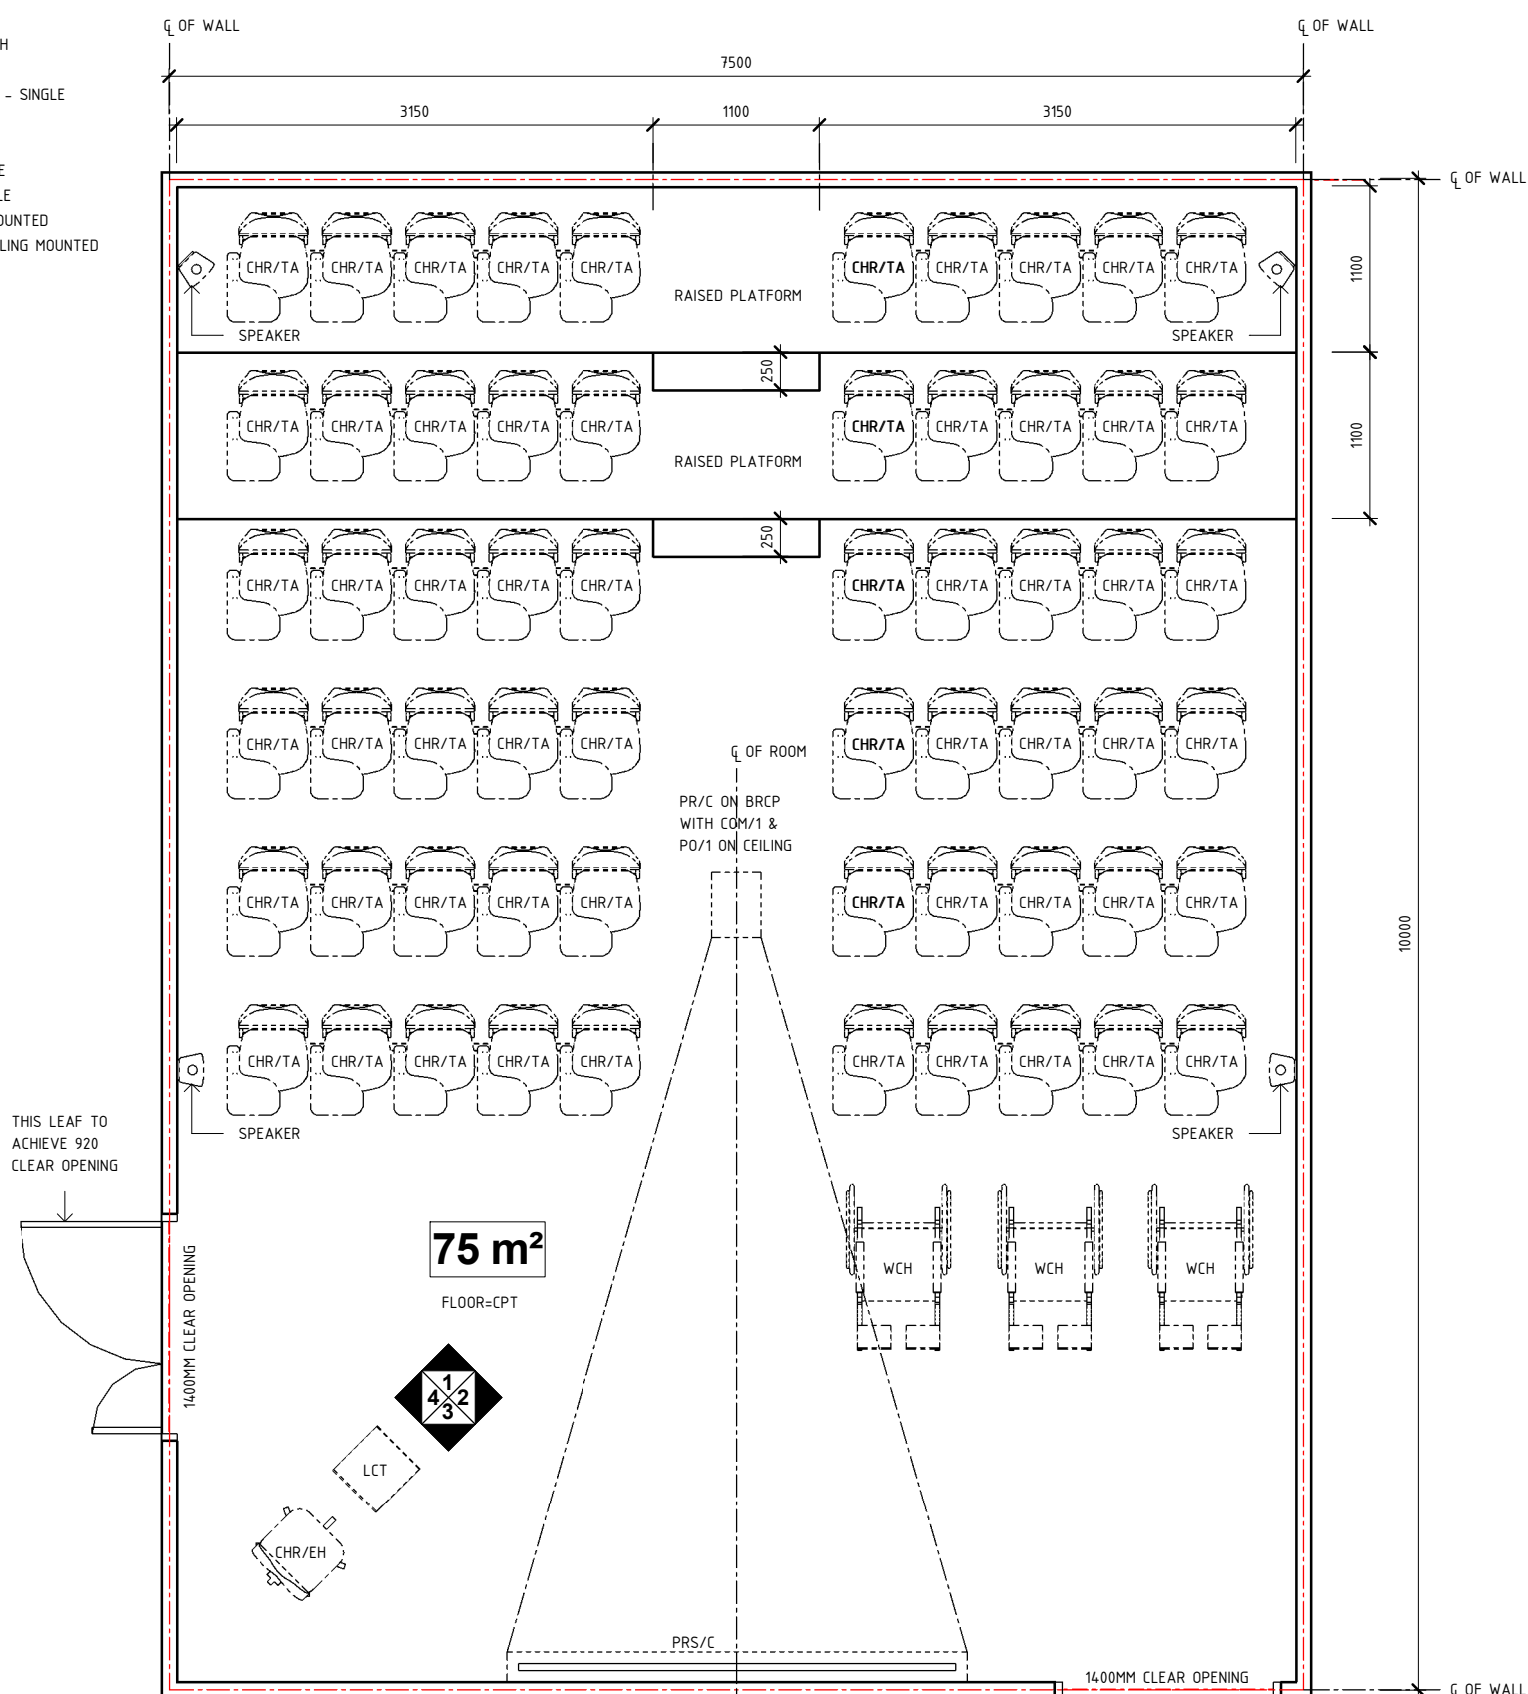 ℄ OF WALL
℄ OF WALL
H
7500
- SINGLE
3150
1100
3150
E
LE
OUNTED
LING MOUNTED
℄ OF WALL
CHR/TA CHR/TA CHR/TA CHR/TA CHR/TA CHR/TA CHR/TA CHR/TA CHR/TA CHR/TA
1100
RAISED PLATFORM
SPEAKER
SPEAKER
250
CHR/TA CHR/TA CHR/TA CHR/TA CHR/TA CHR/TA CHR/TA CHR/TA CHR/TA CHR/TA
1100
RAISED PLATFORM
250
CHR/TA CHR/TA CHR/TA CHR/TA CHR/TA CHR/TA CHR/TA CHR/TA CHR/TA CHR/TA
CHR/TA CHR/TA CHR/TA CHR/TA CHR/TA CHR/TA CHR/TA CHR/TA CHR/TA CHR/TA
℄ OF ROOM
PR/C ON BRCP
WITH COM/1 &
PO/1 ON CEILING
CHR/TA CHR/TA CHR/TA CHR/TA CHR/TA CHR/TA CHR/TA CHR/TA CHR/TA CHR/TA
10000
CHR/TA CHR/TA CHR/TA CHR/TA CHR/TA CHR/TA CHR/TA CHR/TA CHR/TA CHR/TA
SPEAKER
SPEAKER
THIS LEAF TO
ACHIEVE 920
CLEAR OPENING
75 m²
FLOOR=CPT
WCH WCH WCH
1400MM CLEAR OPENING
1
4 2
3
LCT
CHR/EH
PRS/C
1400MM CLEAR OPENING
℄ OF WALL